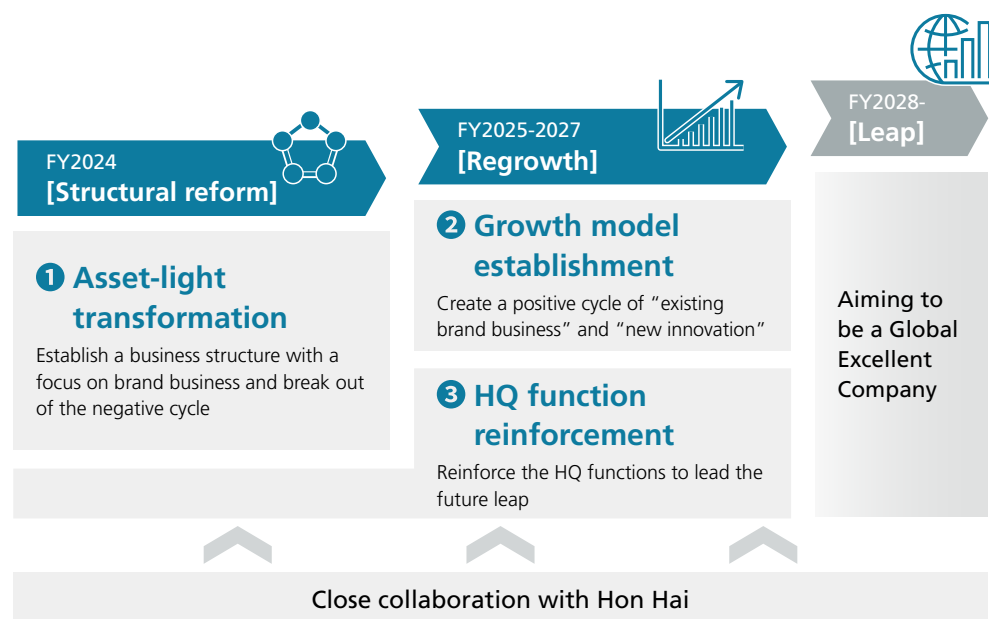 FY2024
[Structural reform]
1 Asset-light
transformation
Establish a business structure with a
focus on brand business and break out
of the negative cycle
FY2025-2027
[Regrowth]
2 Growth model
establishment
Create a positive cycle of “existing
brand business” and “new innovation”
3 HQ function
reinforcement
Reinforce the HQ functions to lead the
future leap
FY2028-
[Leap]
Aiming to
be a Global
Excellent
Company
Close collaboration with Hon Hai